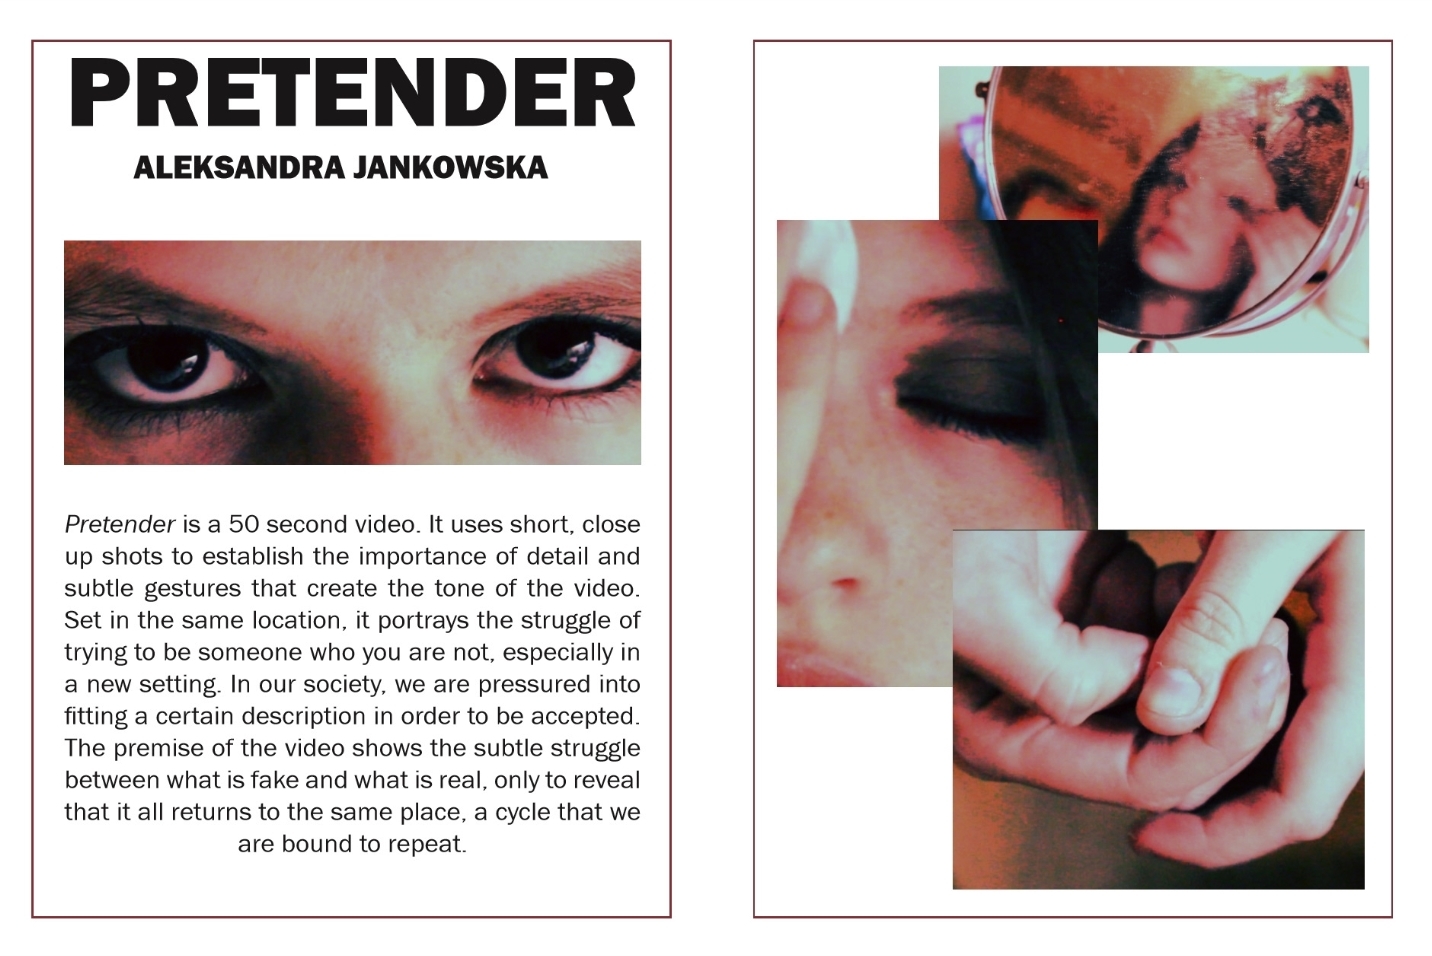 PRETENDER
ALEKSANDRA JANKOWSKA
Pretender is a 50 second video. It uses short, close
up shots to establish the importance of detail and
subtle gestures that create the tone of the video.
Set in the same location, it portrays the struggle of
trying to be someone who you are not, especially in
a new setting. In our society, we are pressured into
fitting a certain description in order to be accepted.
The premise of the video shows the subtle struggle
between what is fake and what is real, only to reveal
that it all returns to the same place, a cycle that we
are bound to repeat.